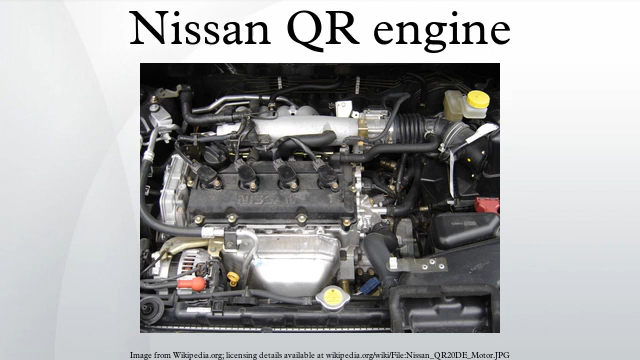 Nissan QR engine
NISSAN
Image from Wikipedia.org; licensing details available at wikipedia.org/wiki/File:Nissan_QR20DE_Motor.JPG